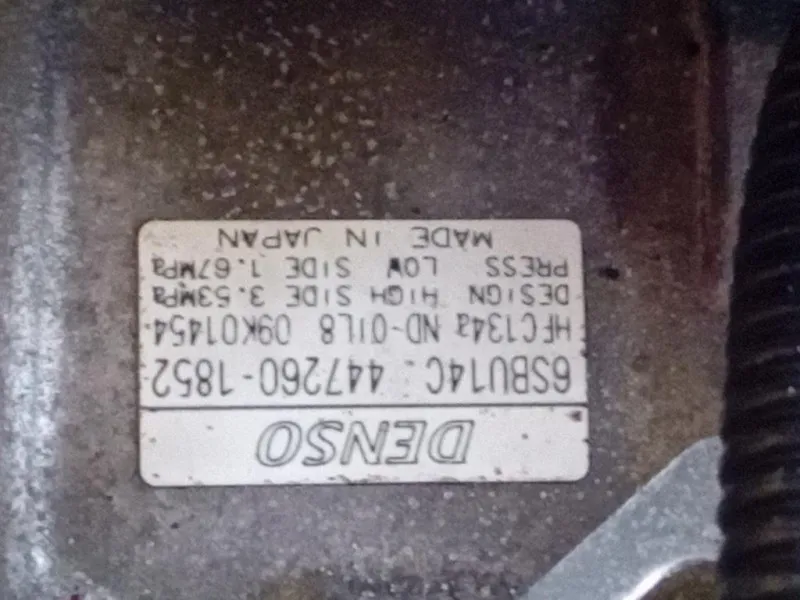 DENSO
6SBU14C 447260-1852
HFC134a ND-OIL8 09K01454
DESIGN HIGH SIDE 3.53MPa
PRESS LOW SIDE 1.67MPa
MADE IN JAPAN